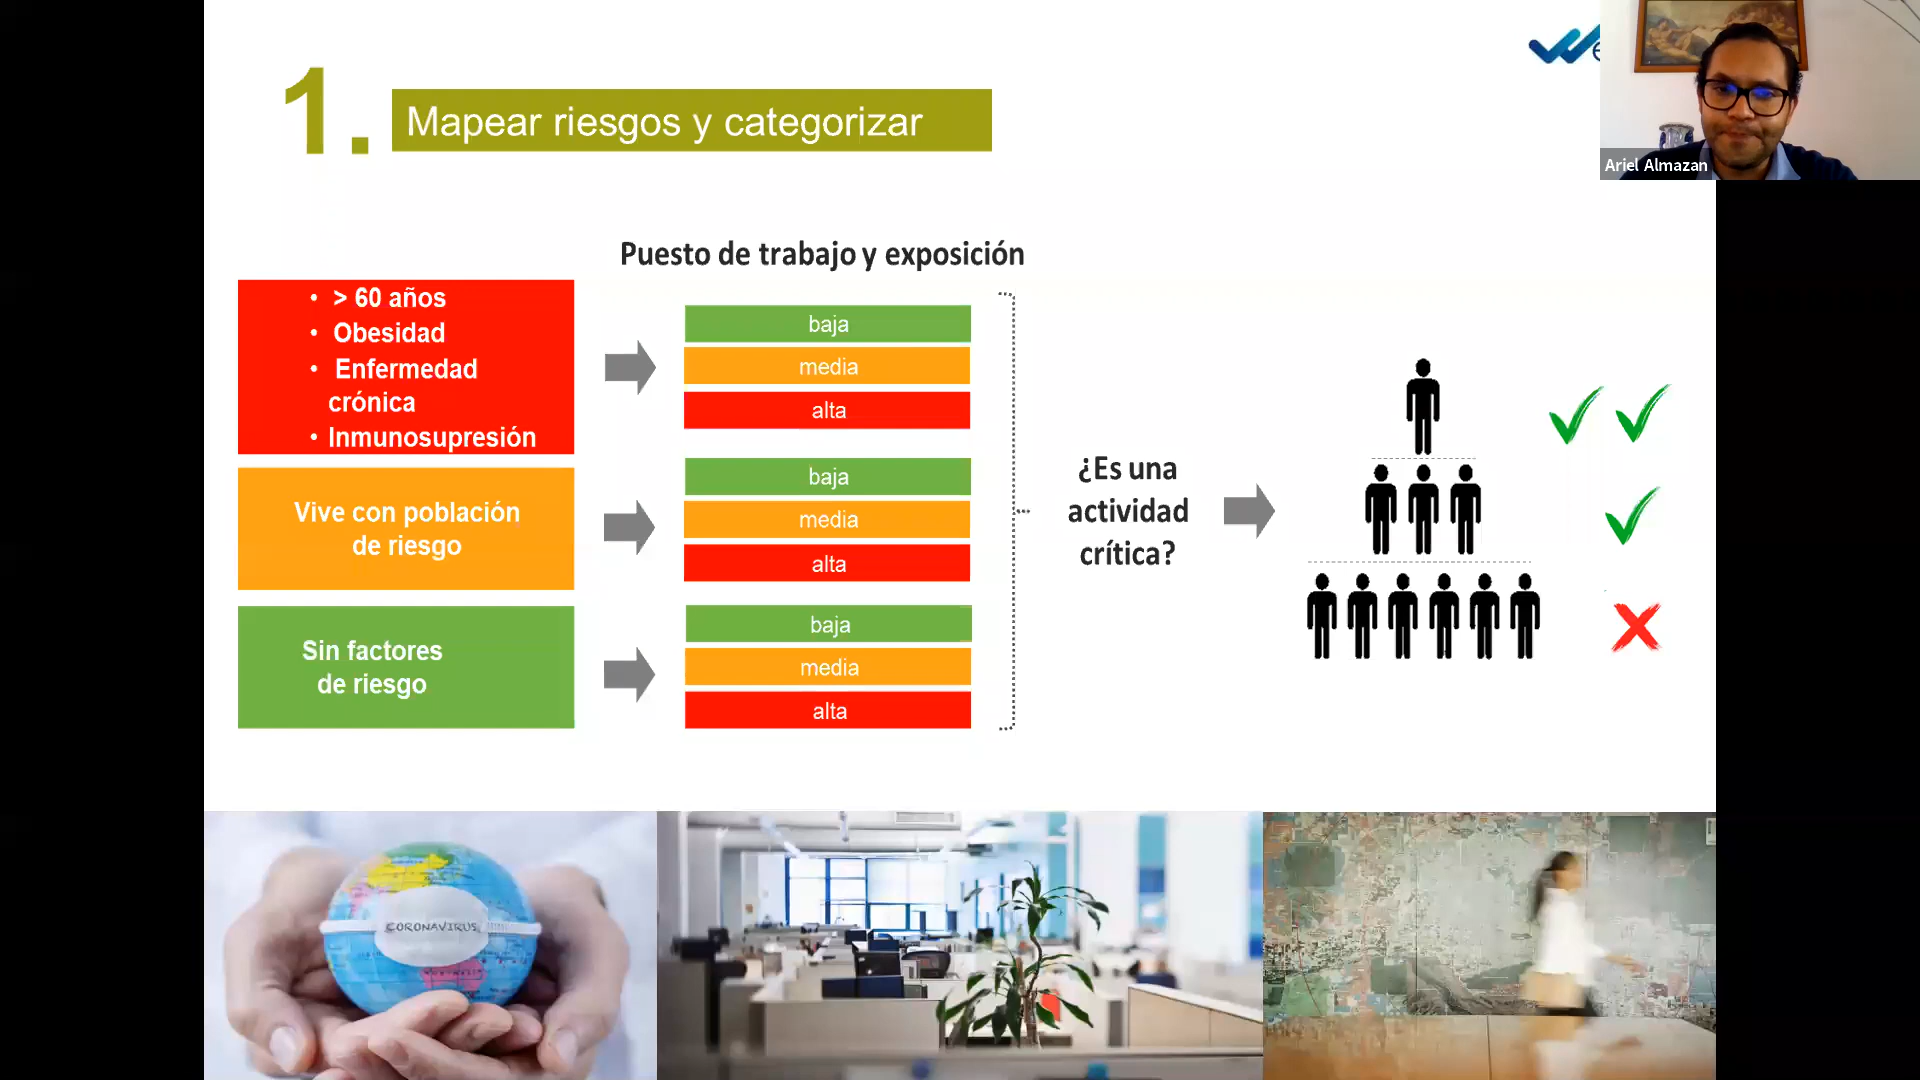 1.
Mapear riesgos y categorizar
Ariel Almazan
Puesto de trabajo y exposición
• > 60 años
• Obesidad
• Enfermedad
crónica
• Inmunosupresión
baja
media
alta
Vive con población
de riesgo
baja
media
alta
Sin factores
de riesgo
baja
media
alta
¿Es una
actividad
crítica?
CORONAVIRUS